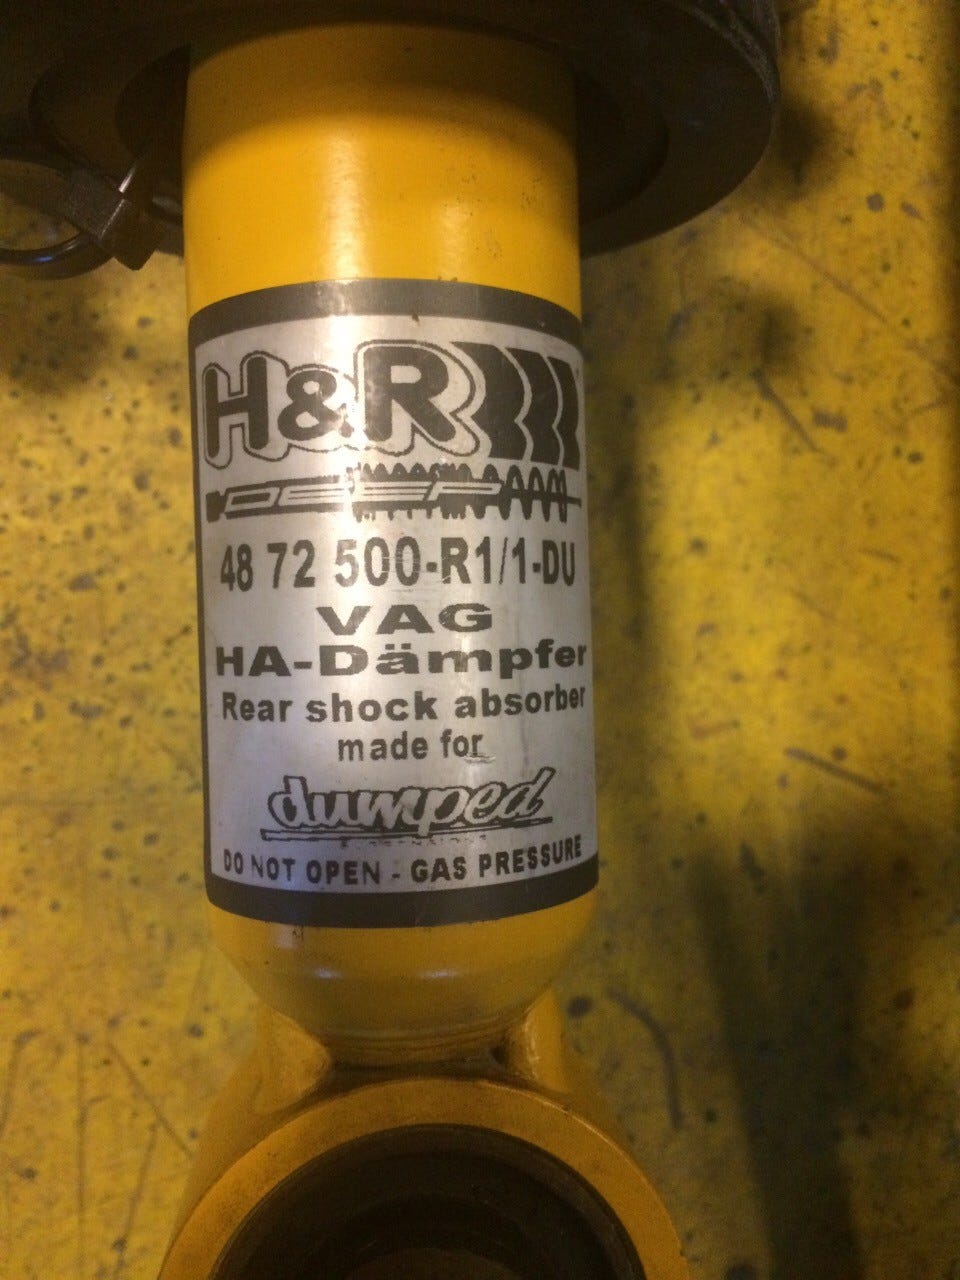 H&R
DEEP
48 72 500-R1/1-DU
VAG
HA-Dämpfer
Rear shock absorber
made for
dumped
DO NOT OPEN - GAS PRESSURE